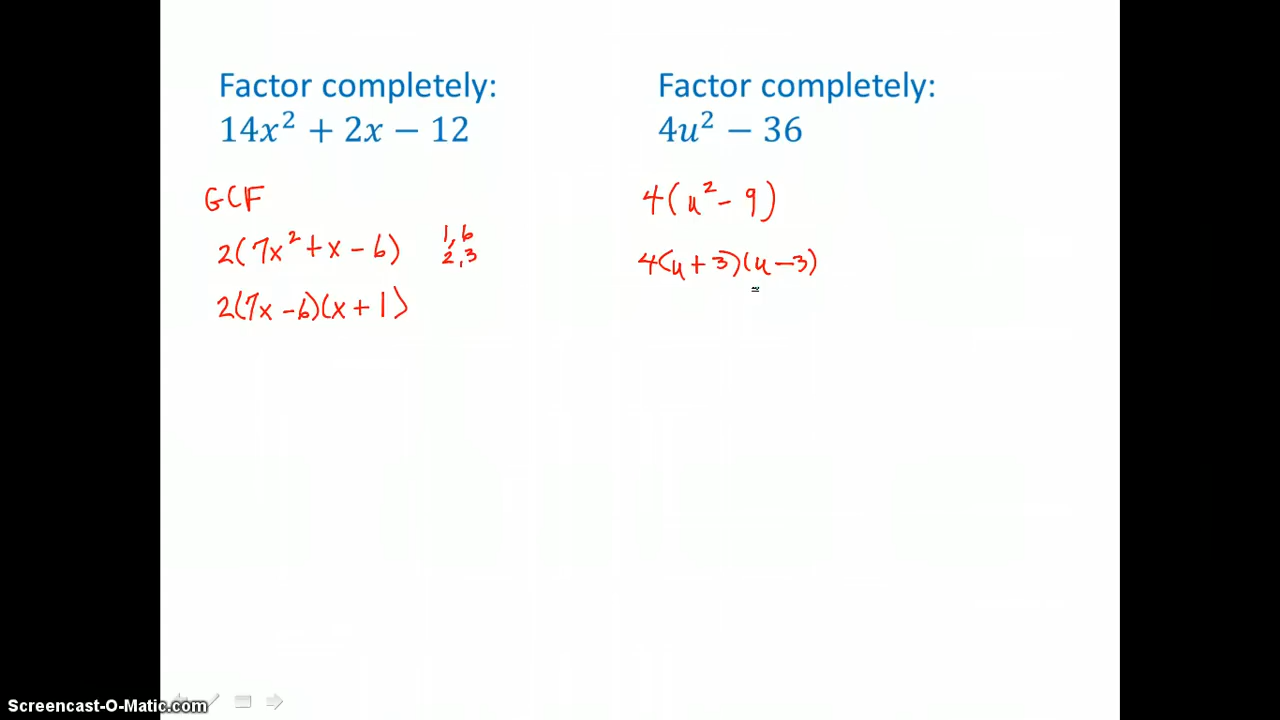 Factor completely:
14x² + 2x − 12
GCF
2(7x² + x − 6)
1, 6
2, 3
2(7x − 6)(x + 1)
Factor completely:
4u² − 36
4(u² − 9)
4(u + 3)(u − 3)
Screencast-O-Matic.com